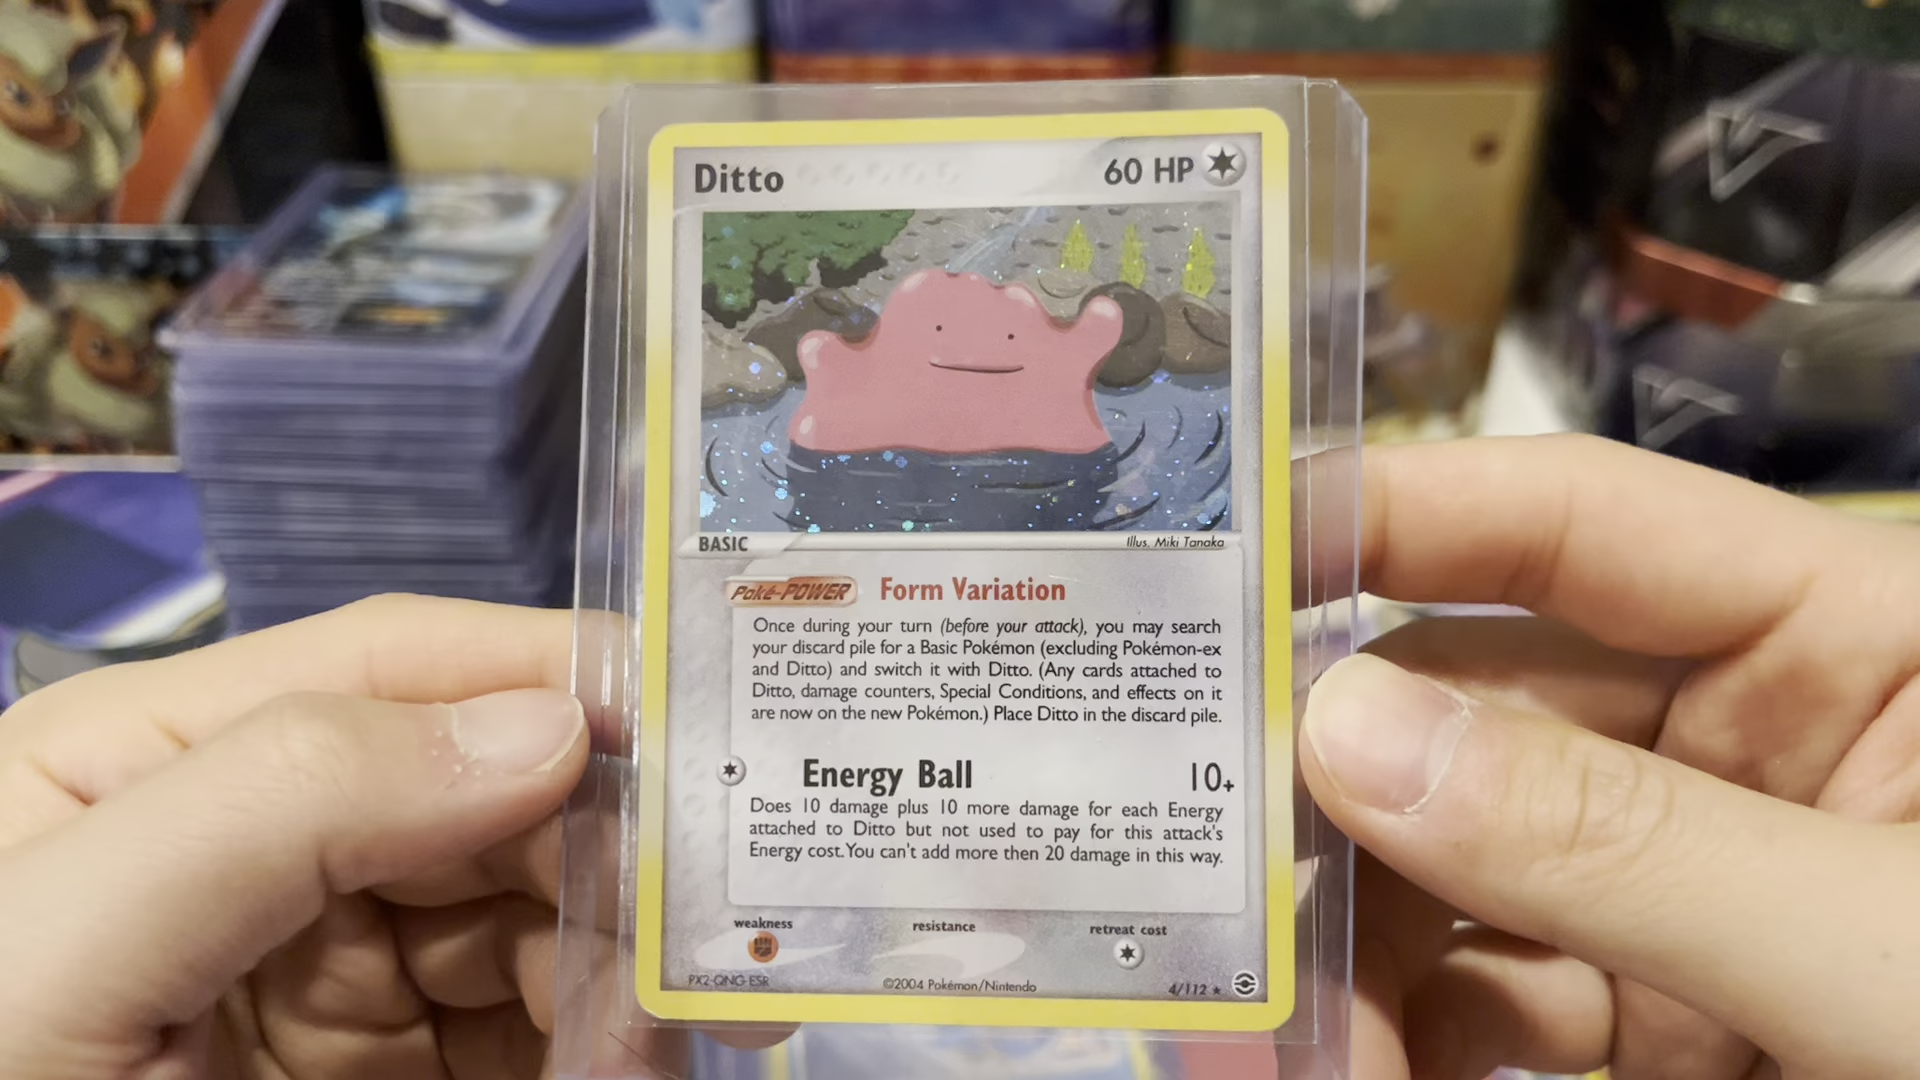 Ditto 60 HP
BASIC Illus. Miki Tanaka
Poké-POWER Form Variation
Once during your turn (before your attack), you may search
your discard pile for a Basic Pokémon (excluding Pokémon-ex
and Ditto) and switch it with Ditto. (Any cards attached to
Ditto, damage counters, Special Conditions, and effects on it
are now on the new Pokémon.) Place Ditto in the discard pile.
Energy Ball 10+
Does 10 damage plus 10 more damage for each Energy
attached to Ditto but not used to pay for this attack's
Energy cost. You can't add more then 20 damage in this way.
weakness resistance retreat cost
PX2-QNG-ESR ©2004 Pokémon/Nintendo 4/112 ★